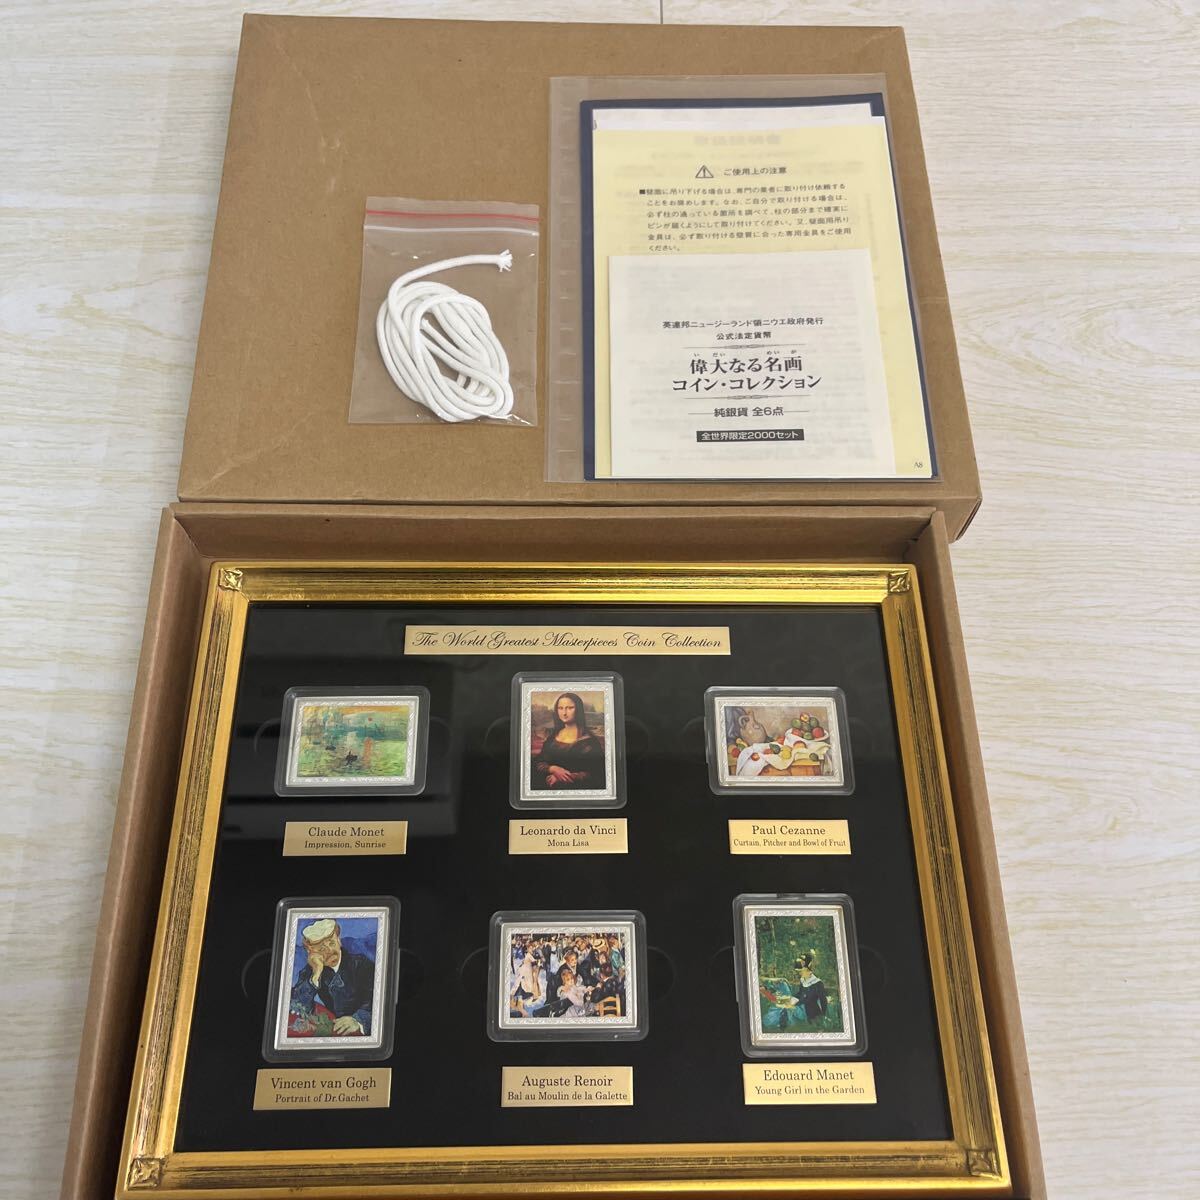 ご使用上の注意
■壁面に吊り下げる場合は、専門の業者に取り付け依頼する
ことをお奨めします。なお、ご自分で取り付ける場合は、
必ず柱の通っている箇所を調べて、柱の部分まで確実に
ピンが届くようにして取り付けてください。又、壁面用吊り
金具は、必ず取り付ける壁質に合った専用金具をご使用
ください。
英連邦ニュージーランド領ニウエ政府発行
公式法定貨幣
いだい めいが
偉大なる名画
コイン・コレクション
純銀貨 全6点
全世界限定2000セット
A8
The World Greatest Masterpieces Coin Collection
Claude Monet
Impression, Sunrise
Leonardo da Vinci
Mona Lisa
Paul Cezanne
Curtain, Pitcher and Bowl of Fruit
Vincent van Gogh
Portrait of Dr.Gachet
Auguste Renoir
Bal au Moulin de la Galette
Edouard Manet
Young Girl in the Garden